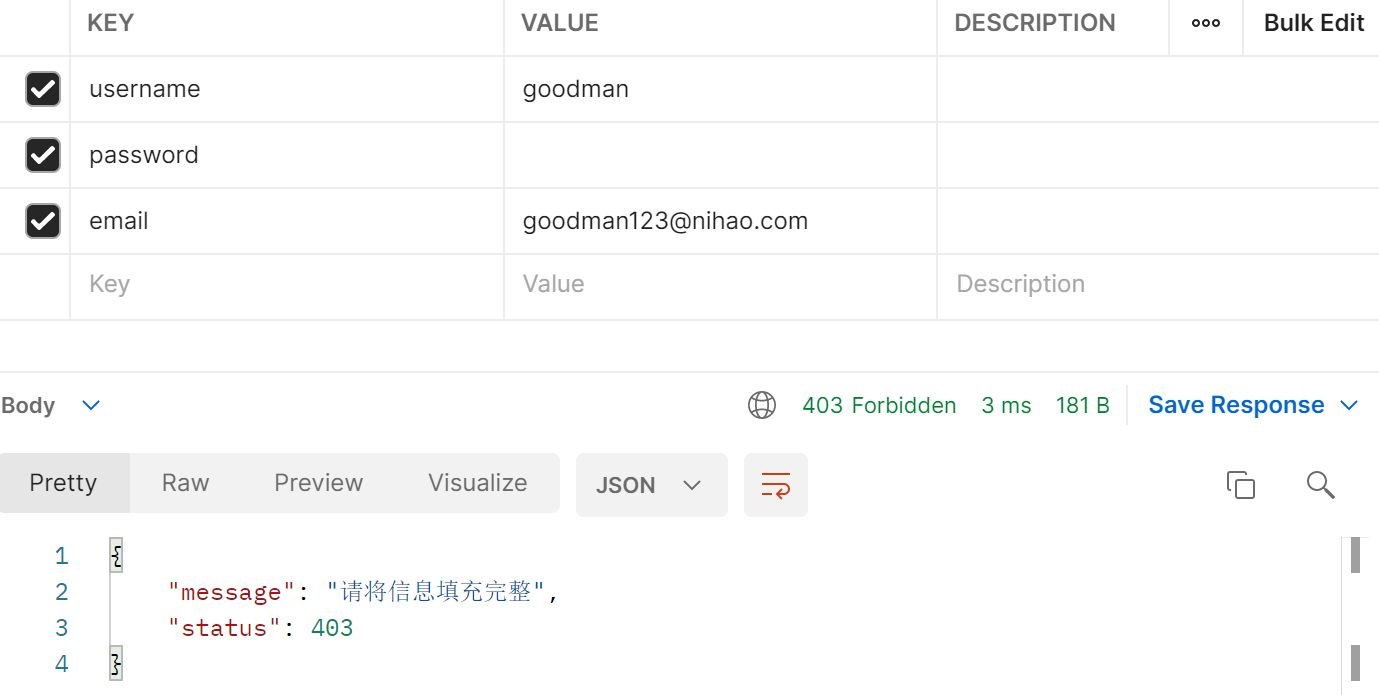 KEY VALUE DESCRIPTION ooo Bulk Edit
username goodman
password
email goodman123@nihao.com
Key Value Description
Body 403 Forbidden 3 ms 181 B Save Response
Pretty Raw Preview Visualize JSON
1 {
2 "message": "请将信息填充完整",
3 "status": 403
4 }